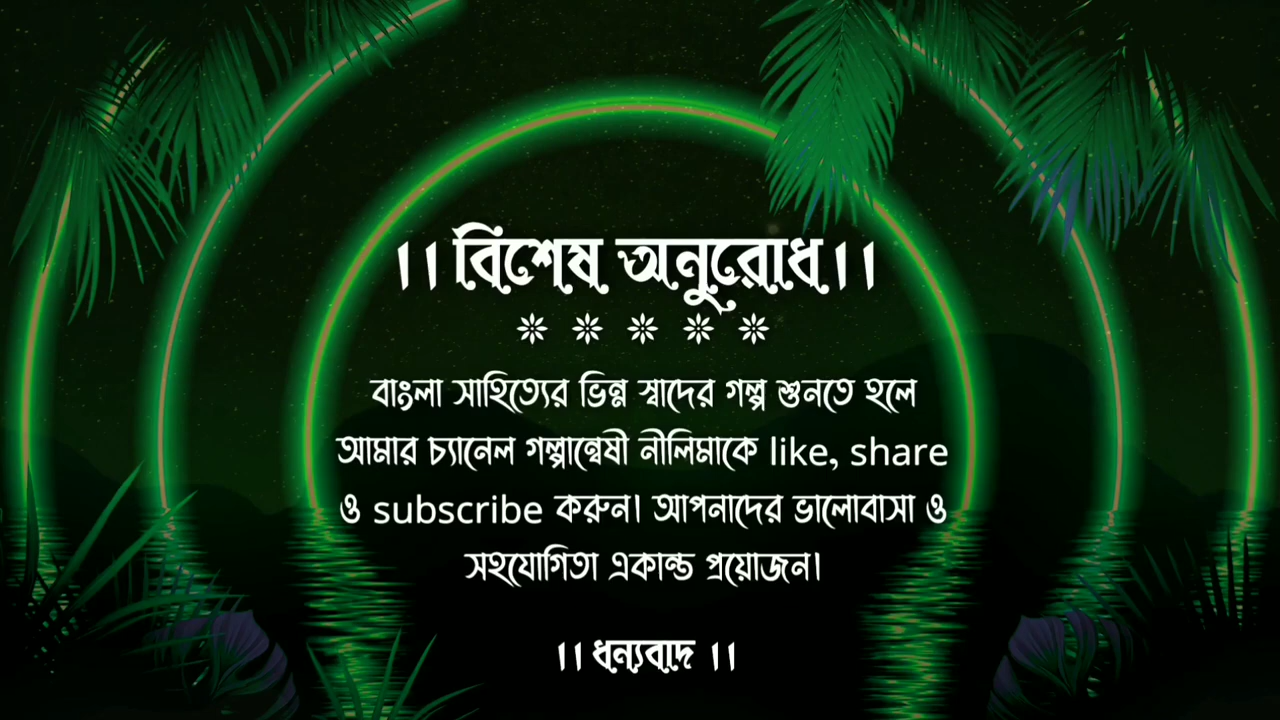 ।। বিশেষ অনুরোধ ।।
বাংলা সাহিত্যের ভিন্ন স্বাদের গল্প শুনতে হলে
আমার চ্যানেল গল্পান্বেষী নীলিমাকে like, share
ও subscribe করুন। আপনাদের ভালোবাসা ও
সহযোগিতা একান্ত প্রয়োজন।
।। ধন্যবাদ ।।